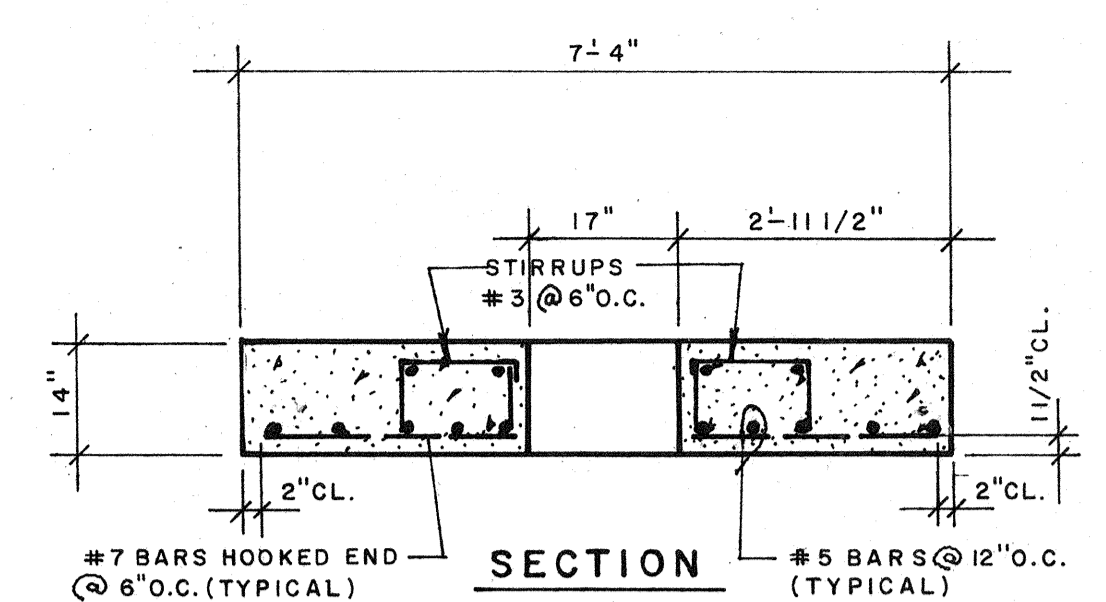 7'-4"
17"
2'-11 1/2"
STIRRUPS
#3 @ 6"O.C.
14"
1 1/2"CL.
2"CL.
2"CL.
#7 BARS HOOKED END
@ 6"O.C. (TYPICAL)
SECTION
#5 BARS @ 12"O.C.
(TYPICAL)